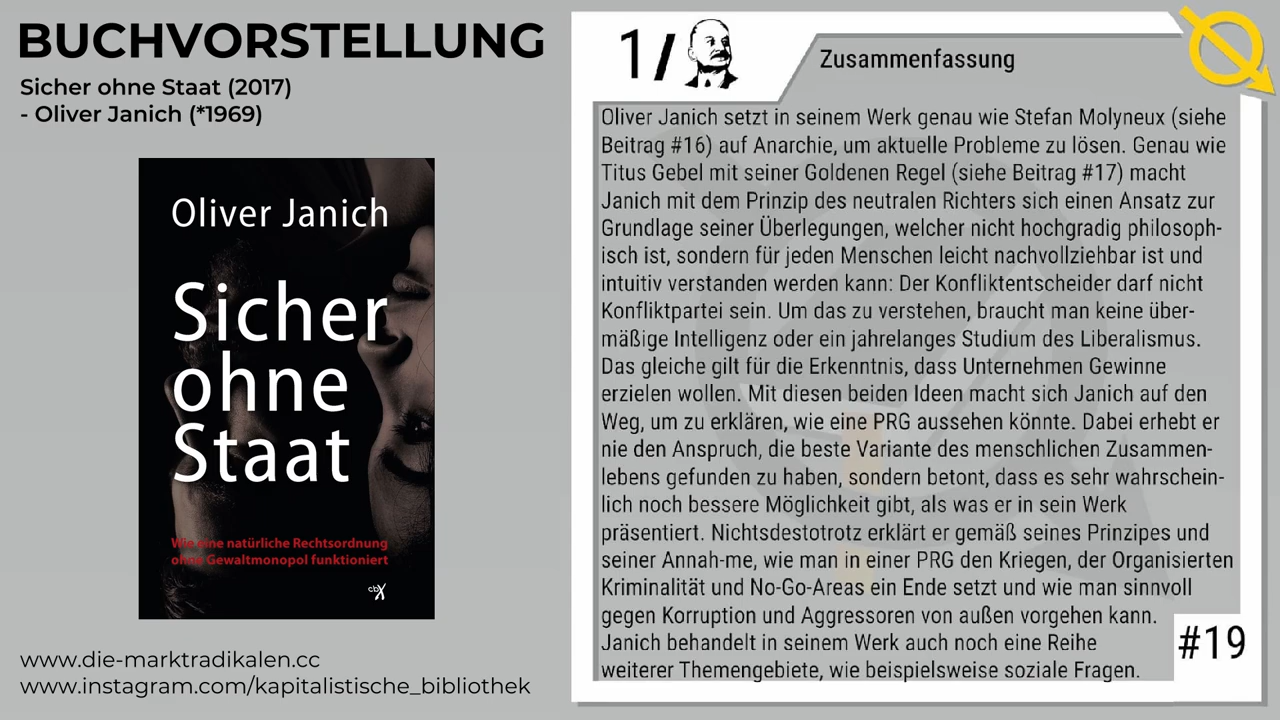 BUCHVORSTELLUNG
Sicher ohne Staat (2017)
- Oliver Janich (*1969)
Oliver Janich
Sicher
ohne
Staat
Wie eine natürliche Rechtsordnung
ohne Gewaltmonopol funktioniert
cbX
www.die-marktradikalen.cc
www.instagram.com/kapitalistische_bibliothek
1/
Zusammenfassung
Oliver Janich setzt in seinem Werk genau wie Stefan Molyneux (siehe
Beitrag #16) auf Anarchie, um aktuelle Probleme zu lösen. Genau wie
Titus Gebel mit seiner Goldenen Regel (siehe Beitrag #17) macht
Janich mit dem Prinzip des neutralen Richters sich einen Ansatz zur
Grundlage seiner Überlegungen, welcher nicht hochgradig philosoph-
isch ist, sondern für jeden Menschen leicht nachvollziehbar ist und
intuitiv verstanden werden kann: Der Konfliktentscheider darf nicht
Konfliktpartei sein. Um das zu verstehen, braucht man keine über-
mäßige Intelligenz oder ein jahrelanges Studium des Liberalismus.
Das gleiche gilt für die Erkenntnis, dass Unternehmen Gewinne
erzielen wollen. Mit diesen beiden Ideen macht sich Janich auf den
Weg, um zu erklären, wie eine PRG aussehen könnte. Dabei erhebt er
nie den Anspruch, die beste Variante des menschlichen Zusammen-
lebens gefunden zu haben, sondern betont, dass es sehr wahrschein-
lich noch bessere Möglichkeit gibt, als was er in sein Werk
präsentiert. Nichtsdestotrotz erklärt er gemäß seines Prinzipes und
seiner Annah-me, wie man in einer PRG den Kriegen, der Organisierten
Kriminalität und No-Go-Areas ein Ende setzt und wie man sinnvoll
gegen Korruption und Aggressoren von außen vorgehen kann.
Janich behandelt in seinem Werk auch noch eine Reihe
weiterer Themengebiete, wie beispielsweise soziale Fragen.
#19